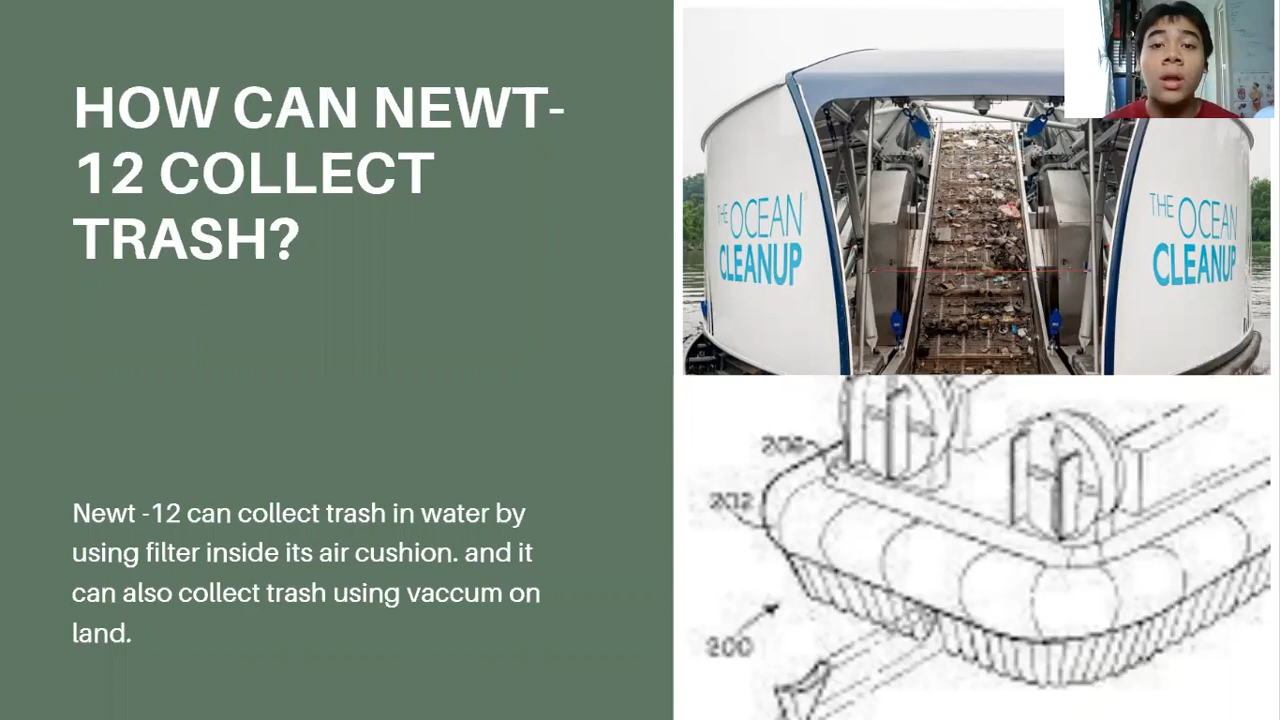 HOW CAN NEWT-
12 COLLECT
TRASH?
Newt -12 can collect trash in water by
using filter inside its air cushion. and it
can also collect trash using vaccum on
land.
THE OCEAN
CLEANUP
THE OCEAN
CLEANUP
206
202
200